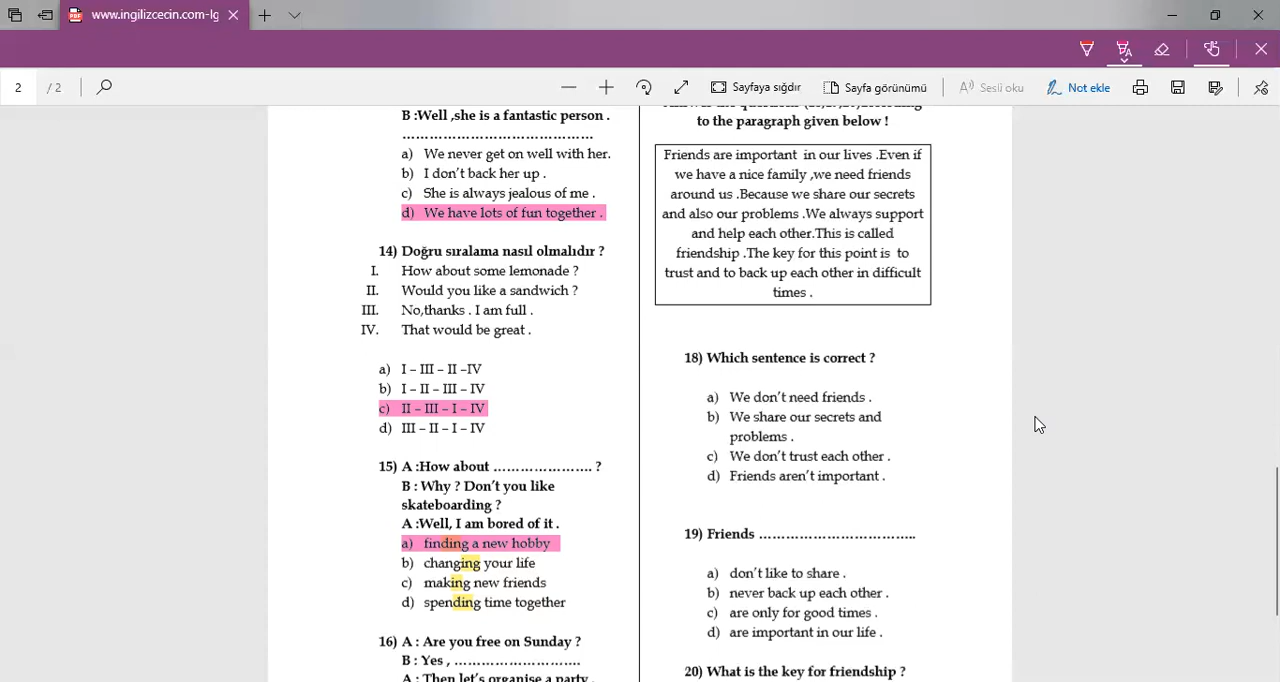 www.ingilizcecin.com-lg
2 / 2
Sayfaya sığdır
Sayfa görünümü
Sesli oku
Not ekle
B :Well ,she is a fantastic person .
…………………………………
a) We never get on well with her.
b) I don't back her up .
c) She is always jealous of me .
d) We have lots of fun together .
14) Doğru sıralama nasıl olmalıdır ?
I. How about some lemonade ?
II. Would you like a sandwich ?
III. No,thanks . I am full .
IV. That would be great .
a) I – III – II –IV
b) I – II – III – IV
c) II – III – I – IV
d) III – II – I – IV
15) A :How about …………………. ?
B : Why ? Don't you like
skateboarding ?
A :Well, I am bored of it .
a) finding a new hobby
b) changing your life
c) making new friends
d) spending time together
16) A : Are you free on Sunday ?
B : Yes , ……………………….
A : Then let's organise a party .
to the paragraph given below !
Friends are important in our lives .Even if
we have a nice family ,we need friends
around us .Because we share our secrets
and also our problems .We always support
and help each other.This is called
friendship .The key for this point is to
trust and to back up each other in difficult
times .
18) Which sentence is correct ?
a) We don't need friends .
b) We share our secrets and
problems .
c) We don't trust each other .
d) Friends aren't important .
19) Friends ……………………………..
a) don't like to share .
b) never back up each other .
c) are only for good times .
d) are important in our life .
20) What is the key for friendship ?